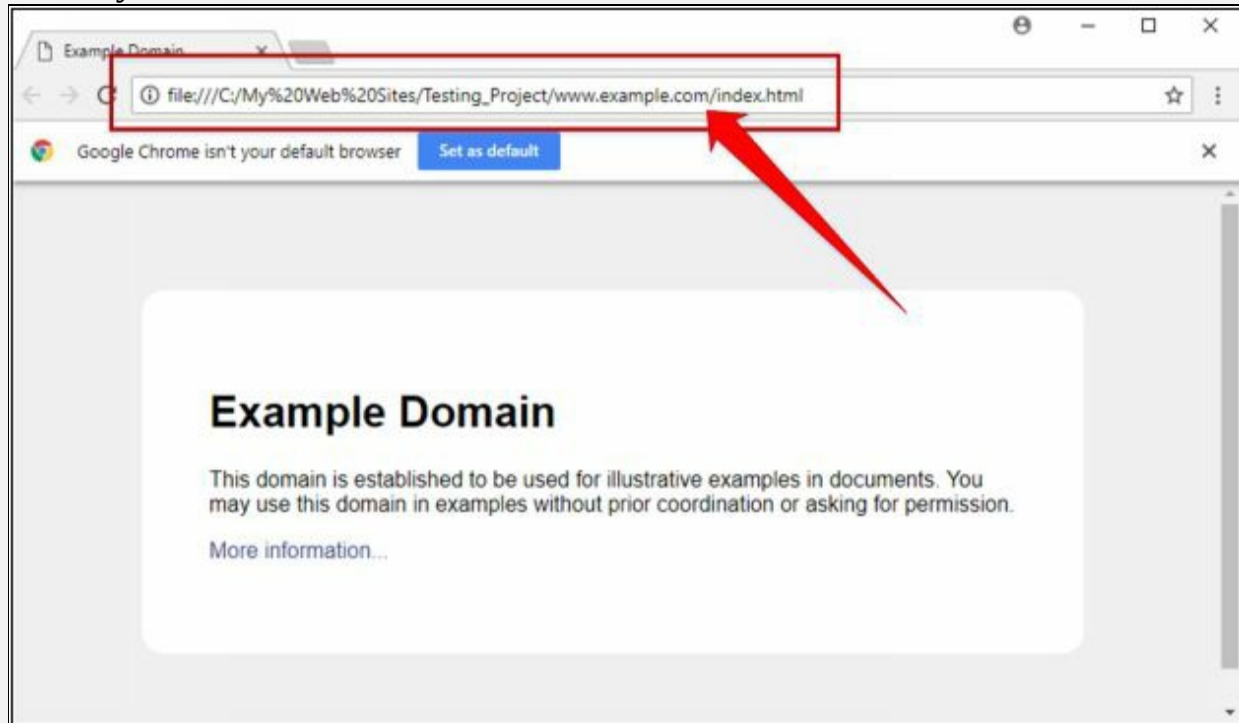 Example Domain
file:///C:/My%20Web%20Sites/Testing_Project/www.example.com/index.html
Google Chrome isn't your default browser Set as default
Example Domain
This domain is established to be used for illustrative examples in documents. You
may use this domain in examples without prior coordination or asking for permission.
More information...